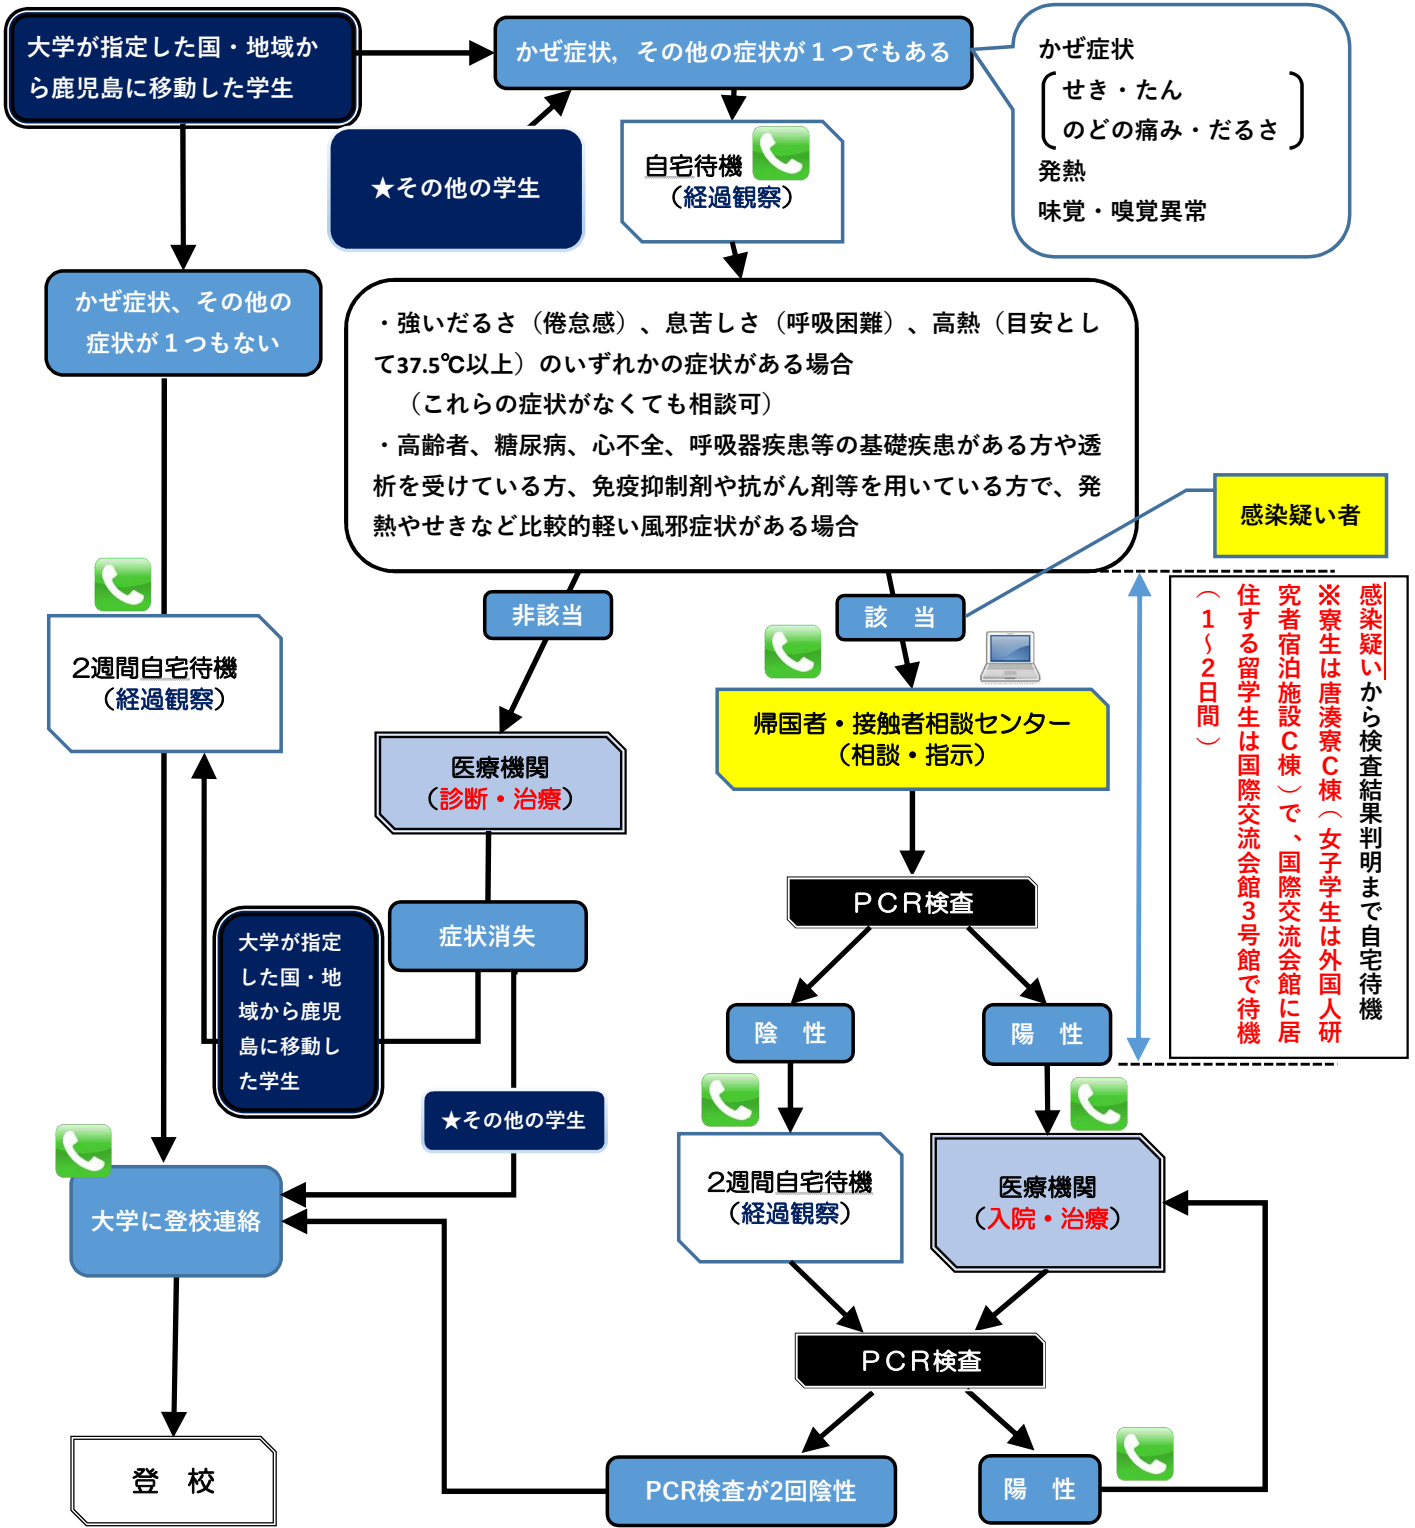 大学が指定した国・地域か
ら鹿児島に移動した学生
かぜ症状，その他の症状が１つでもある
かぜ症状
せき・たん
のどの痛み・だるさ
発熱
味覚・嗅覚異常
★その他の学生
自宅待機
（経過観察）
かぜ症状、その他の
症状が１つもない
・強いだるさ（倦怠感）、息苦しさ（呼吸困難）、高熱（目安とし
て37.5℃以上）のいずれかの症状がある場合
（これらの症状がなくても相談可）
・高齢者、糖尿病、心不全、呼吸器疾患等の基礎疾患がある方や透
析を受けている方、免疫抑制剤や抗がん剤等を用いている方で、発
熱やせきなど比較的軽い風邪症状がある場合
感染疑い者
非該当
該　当
感染疑いから検査結果判明まで自宅待機
※寮生は唐湊寮Ｃ棟（女子学生は外国人研
究者宿泊施設Ｃ棟）で、国際交流会館に居
住する留学生は国際交流会館３号館で待機
（１～２日間）
２週間自宅待機
（経過観察）
帰国者・接触者相談センター
（相談・指示）
医療機関
（診断・治療）
ＰＣＲ検査
症状消失
大学が指定
した国・地
域から鹿児
島に移動し
た学生
陰　性
陽　性
★その他の学生
２週間自宅待機
（経過観察）
医療機関
（入院・治療）
大学に登校連絡
ＰＣＲ検査
登　校
PCR検査が2回陰性
陽　性